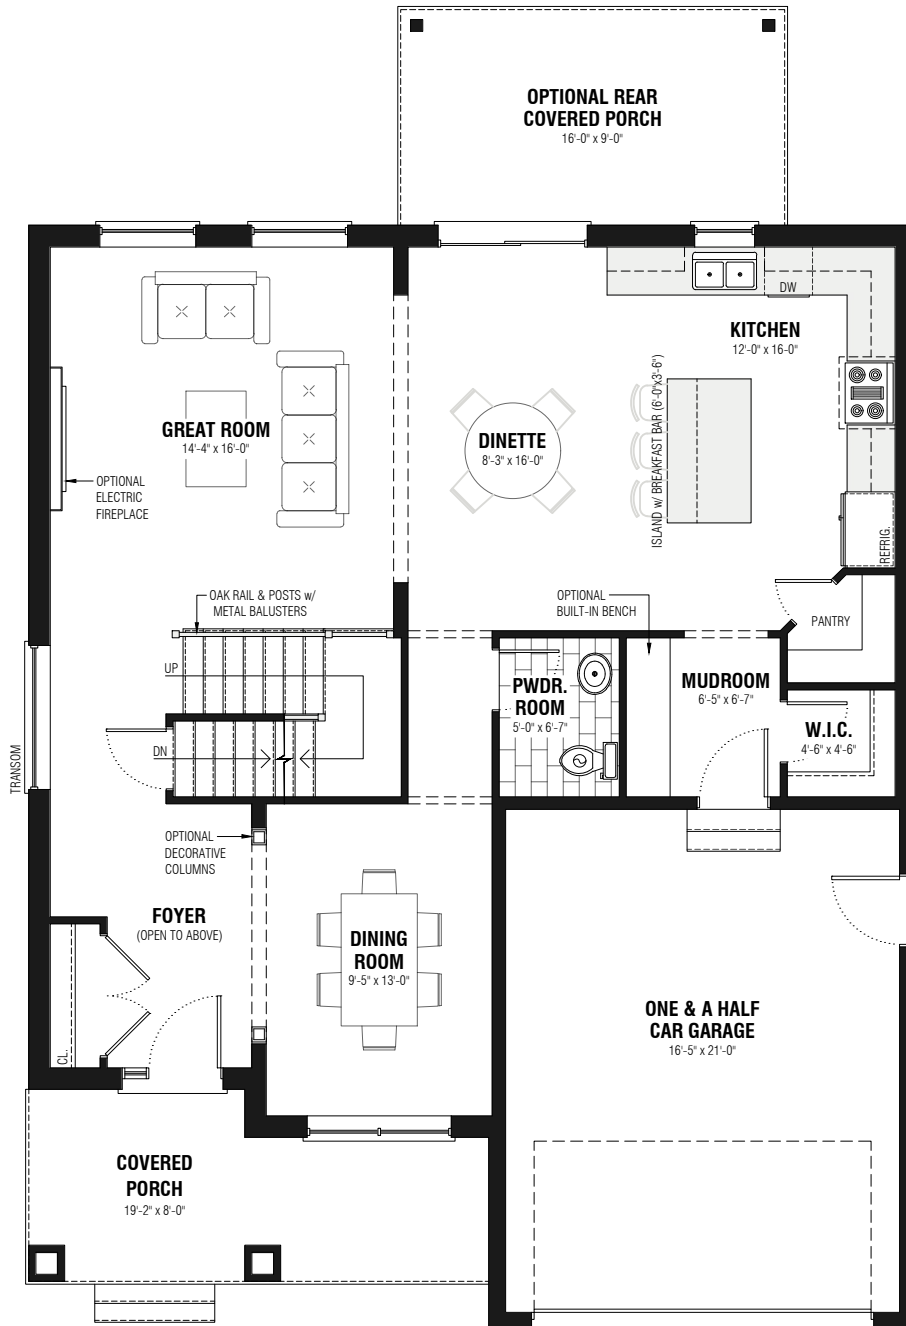 OPTIONAL REAR
COVERED PORCH
16'-0" x 9'-0"
DW
KITCHEN
12'-0" x 16-0"
ISLAND w/ BREAKFAST BAR (6'-0"x3'-6")
GREAT ROOM
14'-4" x 16'-0"
DINETTE
8'-3" x 16'-0"
OPTIONAL
ELECTRIC
FIREPLACE
REFRIG.
OAK RAIL & POSTS w/
METAL BALUSTERS
OPTIONAL
BUILT-IN BENCH
PANTRY
UP
PWDR.
ROOM
5'-0" x 6'-7"
MUDROOM
6'-5" x 6'-7"
W.I.C.
4'-6" x 4'-6"
DN
TRANSOM
OPTIONAL
DECORATIVE
COLUMNS
FOYER
(OPEN TO ABOVE)
DINING
ROOM
9'-5" x 13'-0"
ONE & A HALF
CAR GARAGE
16'-5" x 21'-0"
CL.
COVERED
PORCH
19'-2" x 8'-0"